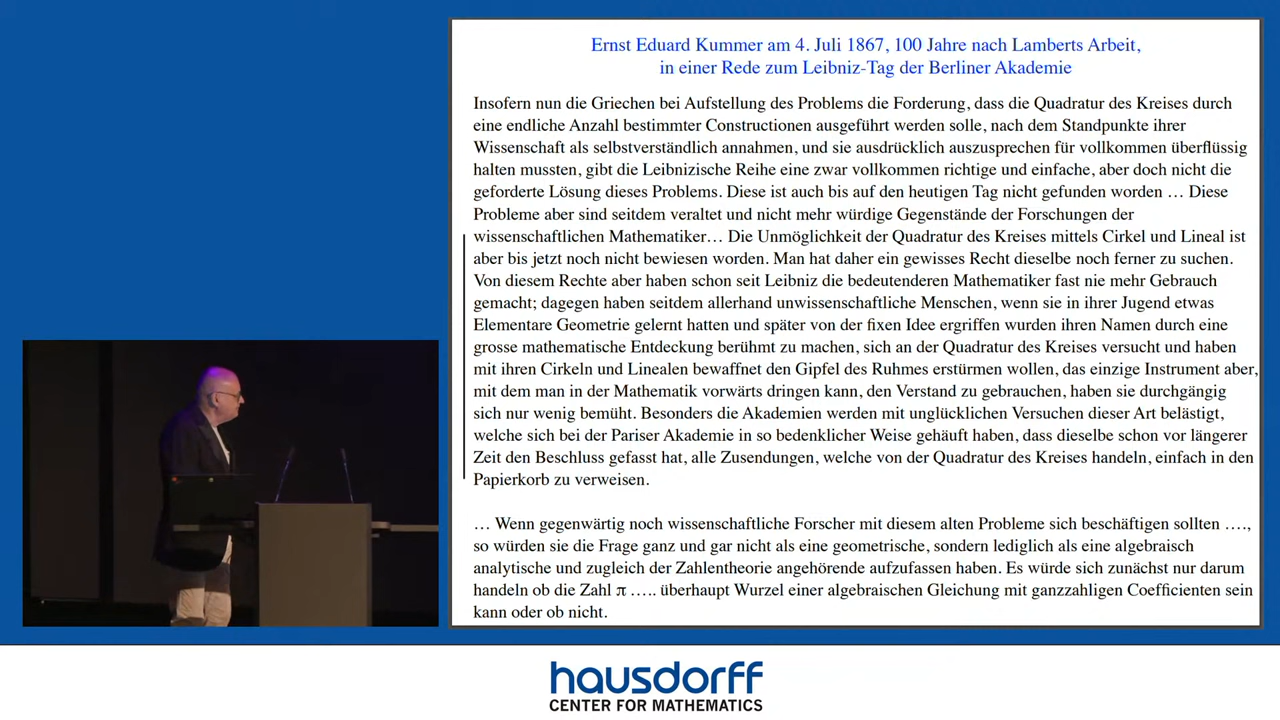 Ernst Eduard Kummer am 4. Juli 1867, 100 Jahre nach Lamberts Arbeit,
in einer Rede zum Leibniz-Tag der Berliner Akademie
Insofern nun die Griechen bei Aufstellung des Problems die Forderung, dass die Quadratur des Kreises durch
eine endliche Anzahl bestimmter Constructionen ausgeführt werden solle, nach dem Standpunkte ihrer
Wissenschaft als selbstverständlich annahmen, und sie ausdrücklich auszusprechen für vollkommen überflüssig
halten mussten, gibt die Leibnizische Reihe eine zwar vollkommen richtige und einfache, aber doch nicht die
geforderte Lösung dieses Problems. Diese ist auch bis auf den heutigen Tag nicht gefunden worden … Diese
Probleme aber sind seitdem veraltet und nicht mehr würdige Gegenstände der Forschungen der
wissenschaftlichen Mathematiker… Die Unmöglichkeit der Quadratur des Kreises mittels Cirkel und Lineal ist
aber bis jetzt noch nicht bewiesen worden. Man hat daher ein gewisses Recht dieselbe noch ferner zu suchen.
Von diesem Rechte aber haben schon seit Leibniz die bedeutenderen Mathematiker fast nie mehr Gebrauch
gemacht; dagegen haben seitdem allerhand unwissenschaftliche Menschen, wenn sie in ihrer Jugend etwas
Elementare Geometrie gelernt hatten und später von der fixen Idee ergriffen wurden ihren Namen durch eine
grosse mathematische Entdeckung berühmt zu machen, sich an der Quadratur des Kreises versucht und haben
mit ihren Cirkeln und Linealen bewaffnet den Gipfel des Ruhmes erstürmen wollen, das einzige Instrument aber,
mit dem man in der Mathematik vorwärts dringen kann, den Verstand zu gebrauchen, haben sie durchgängig
sich nur wenig bemüht. Besonders die Akademien werden mit unglücklichen Versuchen dieser Art belästigt,
welche sich bei der Pariser Akademie in so bedenklicher Weise gehäuft haben, dass dieselbe schon vor längerer
Zeit den Beschluss gefasst hat, alle Zusendungen, welche von der Quadratur des Kreises handeln, einfach in den
Papierkorb zu verweisen.
… Wenn gegenwärtig noch wissenschaftliche Forscher mit diesem alten Probleme sich beschäftigen sollten ….,
so würden sie die Frage ganz und gar nicht als eine geometrische, sondern lediglich als eine algebraisch
analytische und zugleich der Zahlentheorie angehörende aufzufassen haben. Es würde sich zunächst nur darum
handeln ob die Zahl π ….. überhaupt Wurzel einer algebraischen Gleichung mit ganzzahligen Coefficienten sein
kann oder ob nicht.
hausdorff
CENTER FOR MATHEMATICS